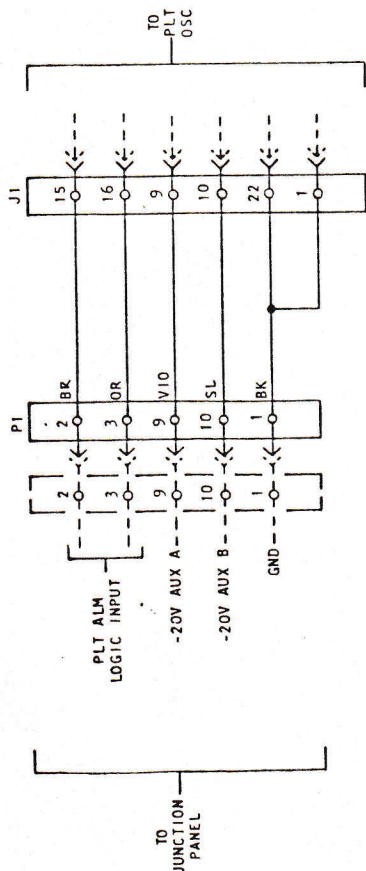 TO
PLT
OSC
J1
15
16
9
10
22
1
P1
2
BR
3
OR
9
VIO
10
SL
1
BK
2
3
9
10
1
PLT ALM
LOGIC INPUT
-20V AUX A
-20V AUX B
GND
TO
JUNCTION
PANEL